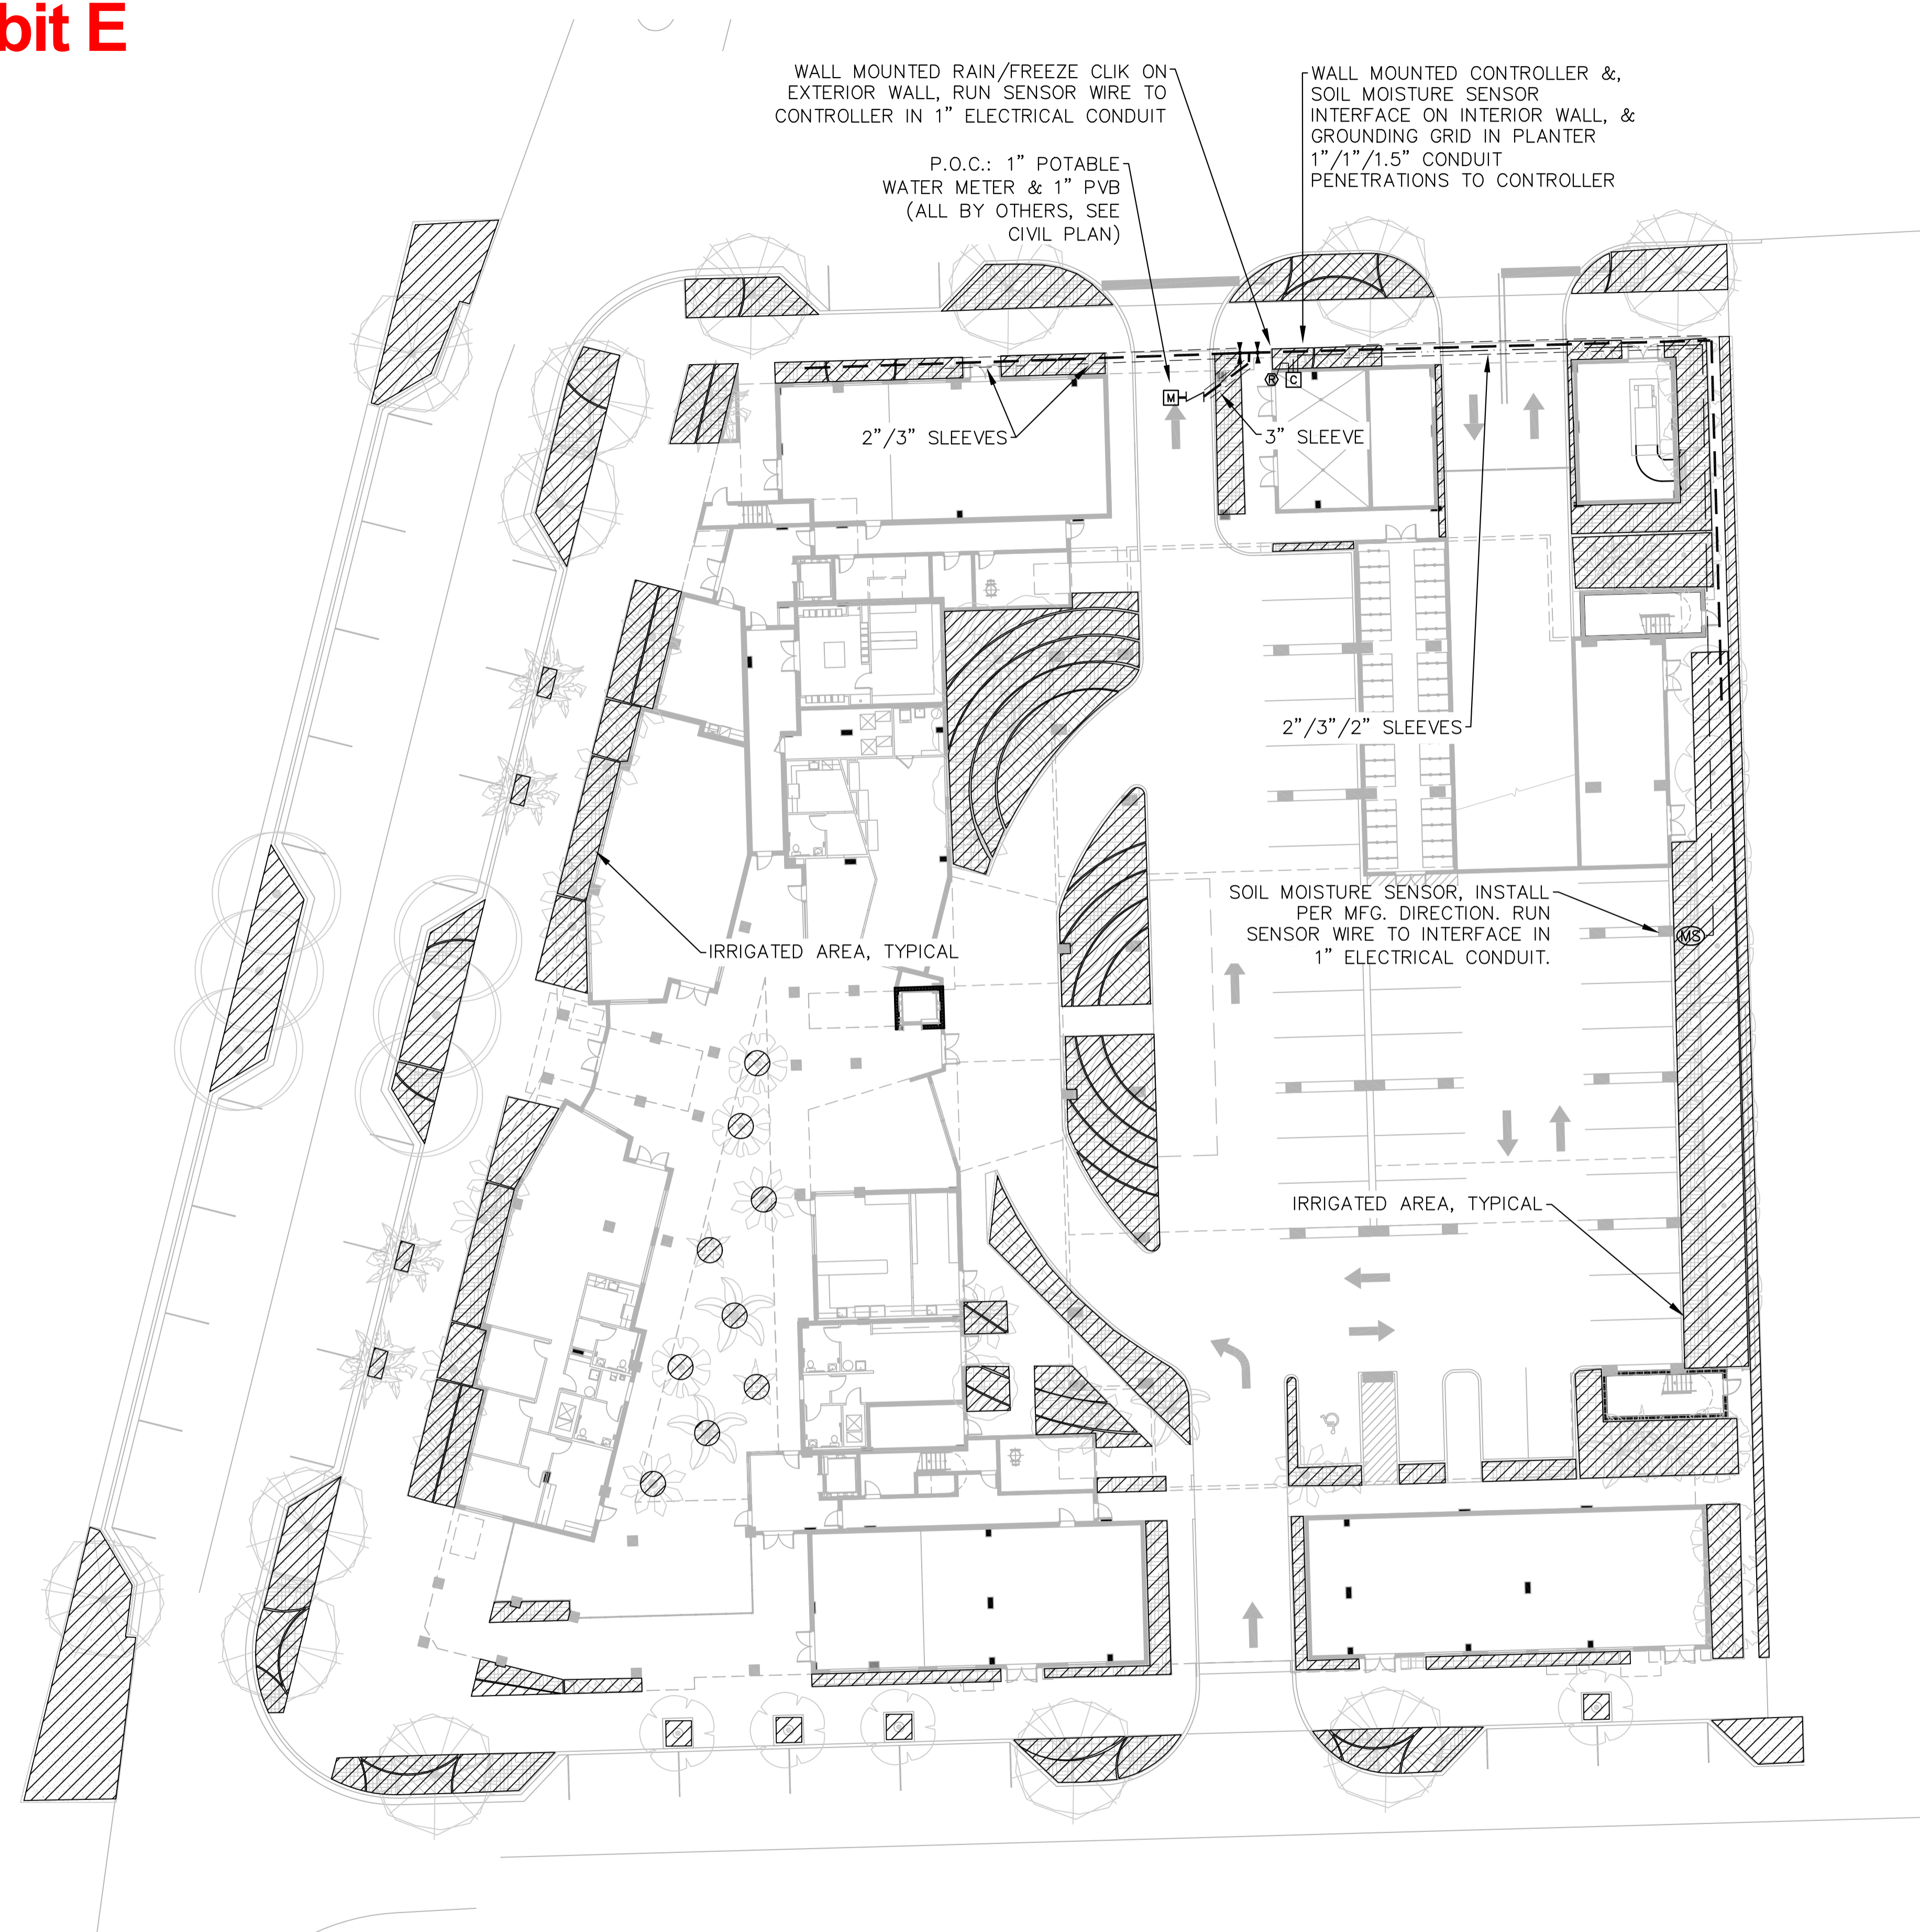 bit E
WALL MOUNTED RAIN/FREEZE CLIK ON
EXTERIOR WALL, RUN SENSOR WIRE TO
CONTROLLER IN 1" ELECTRICAL CONDUIT
WALL MOUNTED CONTROLLER &,
SOIL MOISTURE SENSOR
INTERFACE ON INTERIOR WALL, &
GROUNDING GRID IN PLANTER
1"/1"/1.5" CONDUIT
PENETRATIONS TO CONTROLLER
P.O.C.: 1" POTABLE
WATER METER & 1" PVB
(ALL BY OTHERS, SEE
CIVIL PLAN)
R
C
M
2"/3" SLEEVES
3" SLEEVE
2"/3"/2" SLEEVES
SOIL MOISTURE SENSOR, INSTALL
PER MFG. DIRECTION. RUN
SENSOR WIRE TO INTERFACE IN
1" ELECTRICAL CONDUIT.
MS
IRRIGATED AREA, TYPICAL
IRRIGATED AREA, TYPICAL